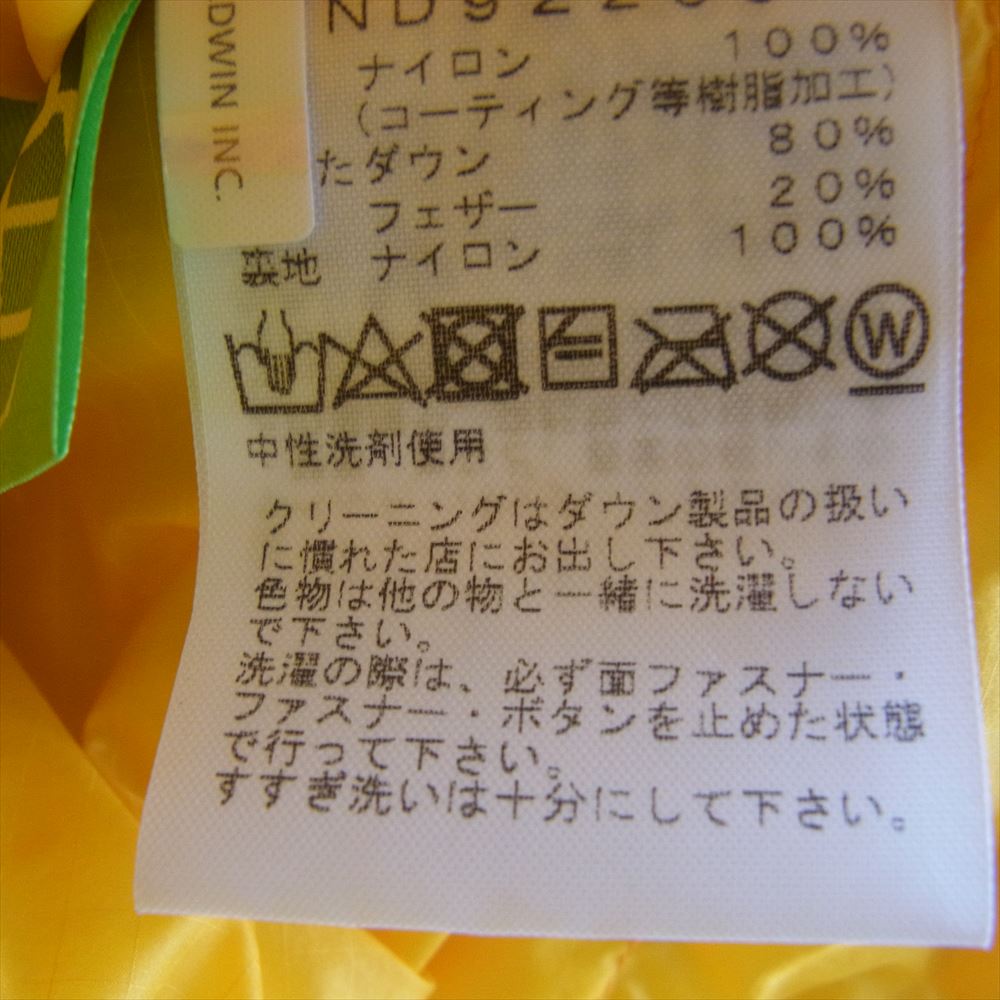 DWIN INC.
ナイロン 100%
(コーティング等樹脂加工)
たダウン 80%
フェザー 20%
裏地 ナイロン 100%
W
中性洗剤使用
クリーニングはダウン製品の扱い
に慣れた店にお出し下さい。
色物は他の物と一緒に洗濯しない
で下さい。
洗濯の際は、必ず面ファスナー・
ファスナー・ボタンを止めた状態
で行って下さい。
すすぎ洗いは十分にして下さい。